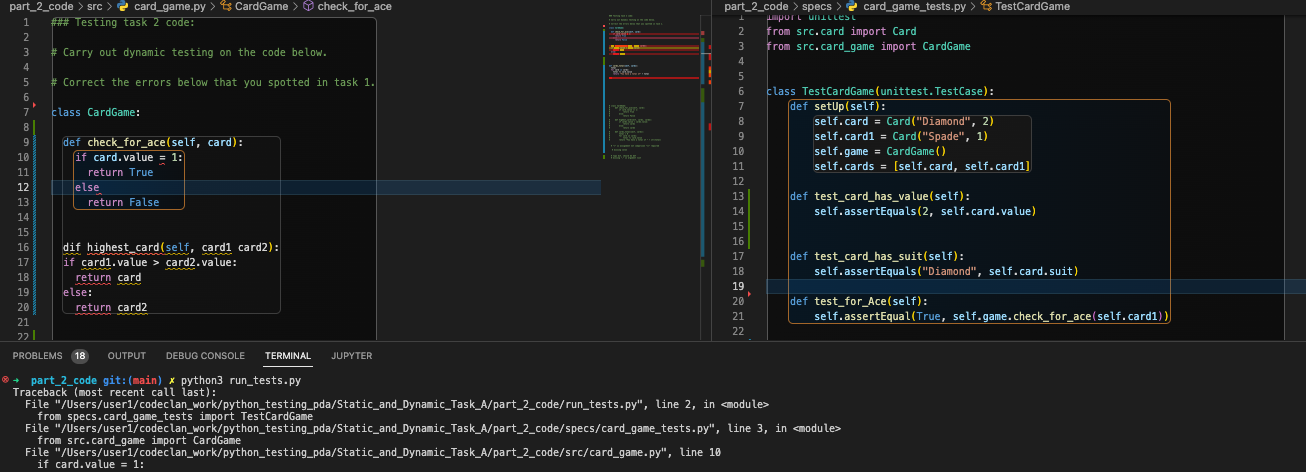 part_2_code > src > card_game.py > CardGame > check_for_ace
1 ### Testing task 2 code:
2
3 # Carry out dynamic testing on the code below.
4
5 # Correct the errors below that you spotted in task 1.
6
7 class CardGame:
8
9 def check_for_ace(self, card):
10 if card.value = 1:
11 return True
12 else
13 return False
14
15
16 dif highest_card(self, card1 card2):
17 if card1.value > card2.value:
18 return card
19 else:
20 return card2
21
22
part_2_code > specs > card_game_tests.py > TestCardGame
1 import unittest
2 from src.card import Card
3 from src.card_game import CardGame
4
5
6 class TestCardGame(unittest.TestCase):
7 def setUp(self):
8 self.card = Card("Diamond", 2)
9 self.card1 = Card("Spade", 1)
10 self.game = CardGame()
11 self.cards = [self.card, self.card1]
12
13 def test_card_has_value(self):
14 self.assertEquals(2, self.card.value)
15
16
17 def test_card_has_suit(self):
18 self.assertEquals("Diamond", self.card.suit)
19
20 def test_for_Ace(self):
21 self.assertEqual(True, self.game.check_for_ace(self.card1))
22
PROBLEMS 18 OUTPUT DEBUG CONSOLE TERMINAL JUPYTER
→ part_2_code git:(main) ✗ python3 run_tests.py
Traceback (most recent call last):
File "/Users/user1/codeclan_work/python_testing_pda/Static_and_Dynamic_Task_A/part_2_code/run_tests.py", line 2, in <module>
from specs.card_game_tests import TestCardGame
File "/Users/user1/codeclan_work/python_testing_pda/Static_and_Dynamic_Task_A/part_2_code/specs/card_game_tests.py", line 3, in <module>
from src.card_game import CardGame
File "/Users/user1/codeclan_work/python_testing_pda/Static_and_Dynamic_Task_A/part_2_code/src/card_game.py", line 10
if card.value = 1: